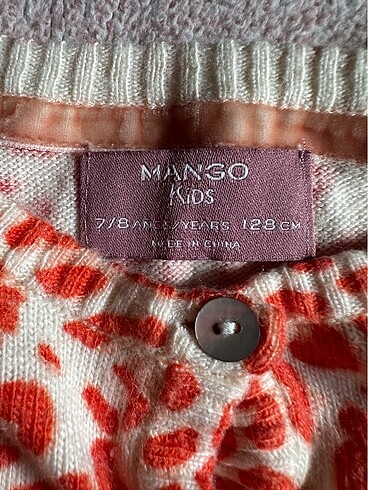 MANGO
Kids
7/8 AÑOS/YEARS 128 CM
MADE IN CHINA